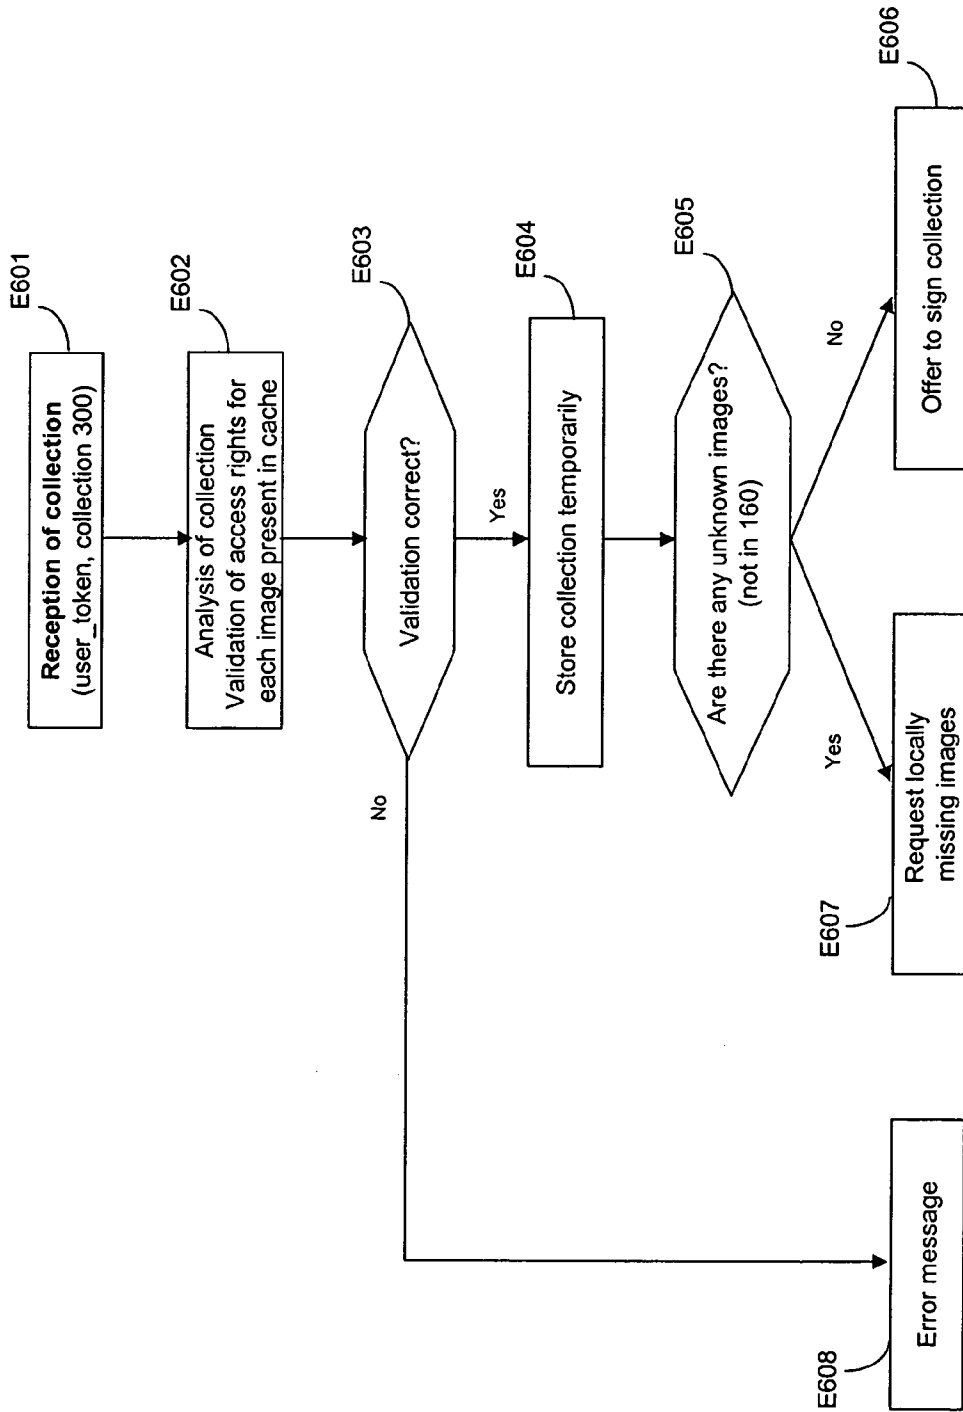 E601
Reception of collection
(user_token, collection 300)
E602
Analysis of collection
Validation of access rights for
each image present in cache
E603
Validation correct?
No
Yes
E604
Store collection temporarily
E605
Are there any unknown images?
(not in 160)
Yes
No
E608
Error message
E607
Request locally
missing images
E606
Offer to sign collection